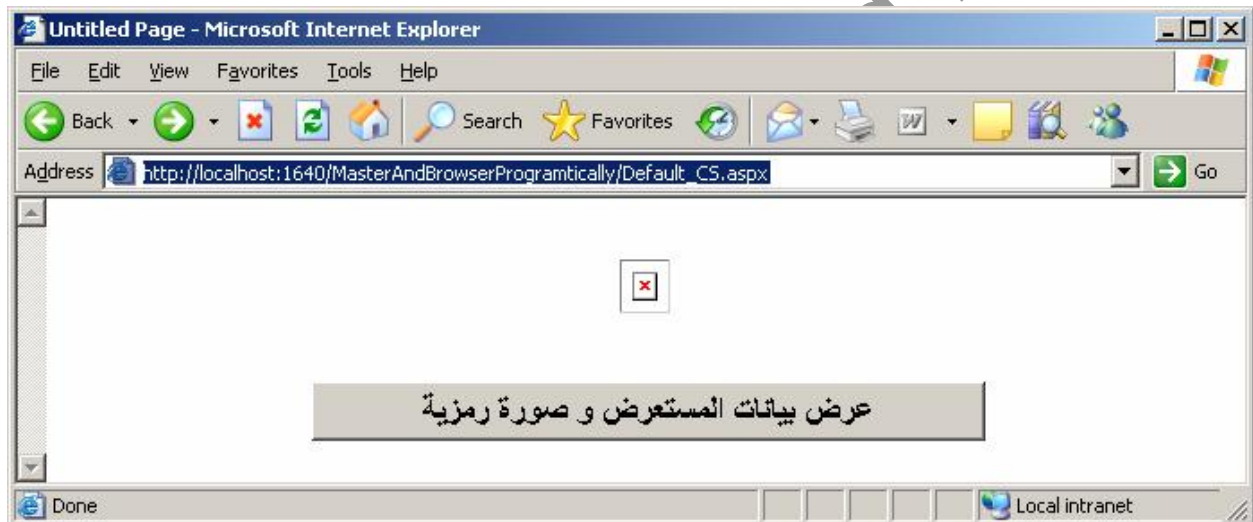 Untitled Page - Microsoft Internet Explorer
File Edit View Favorites Tools Help
Back Search Favorites
Address http://localhost:1640/MasterAndBrowserProgramtically/Default_CS.aspx Go
عرض بيانات المستعرض و صورة رمزية
Done Local intranet